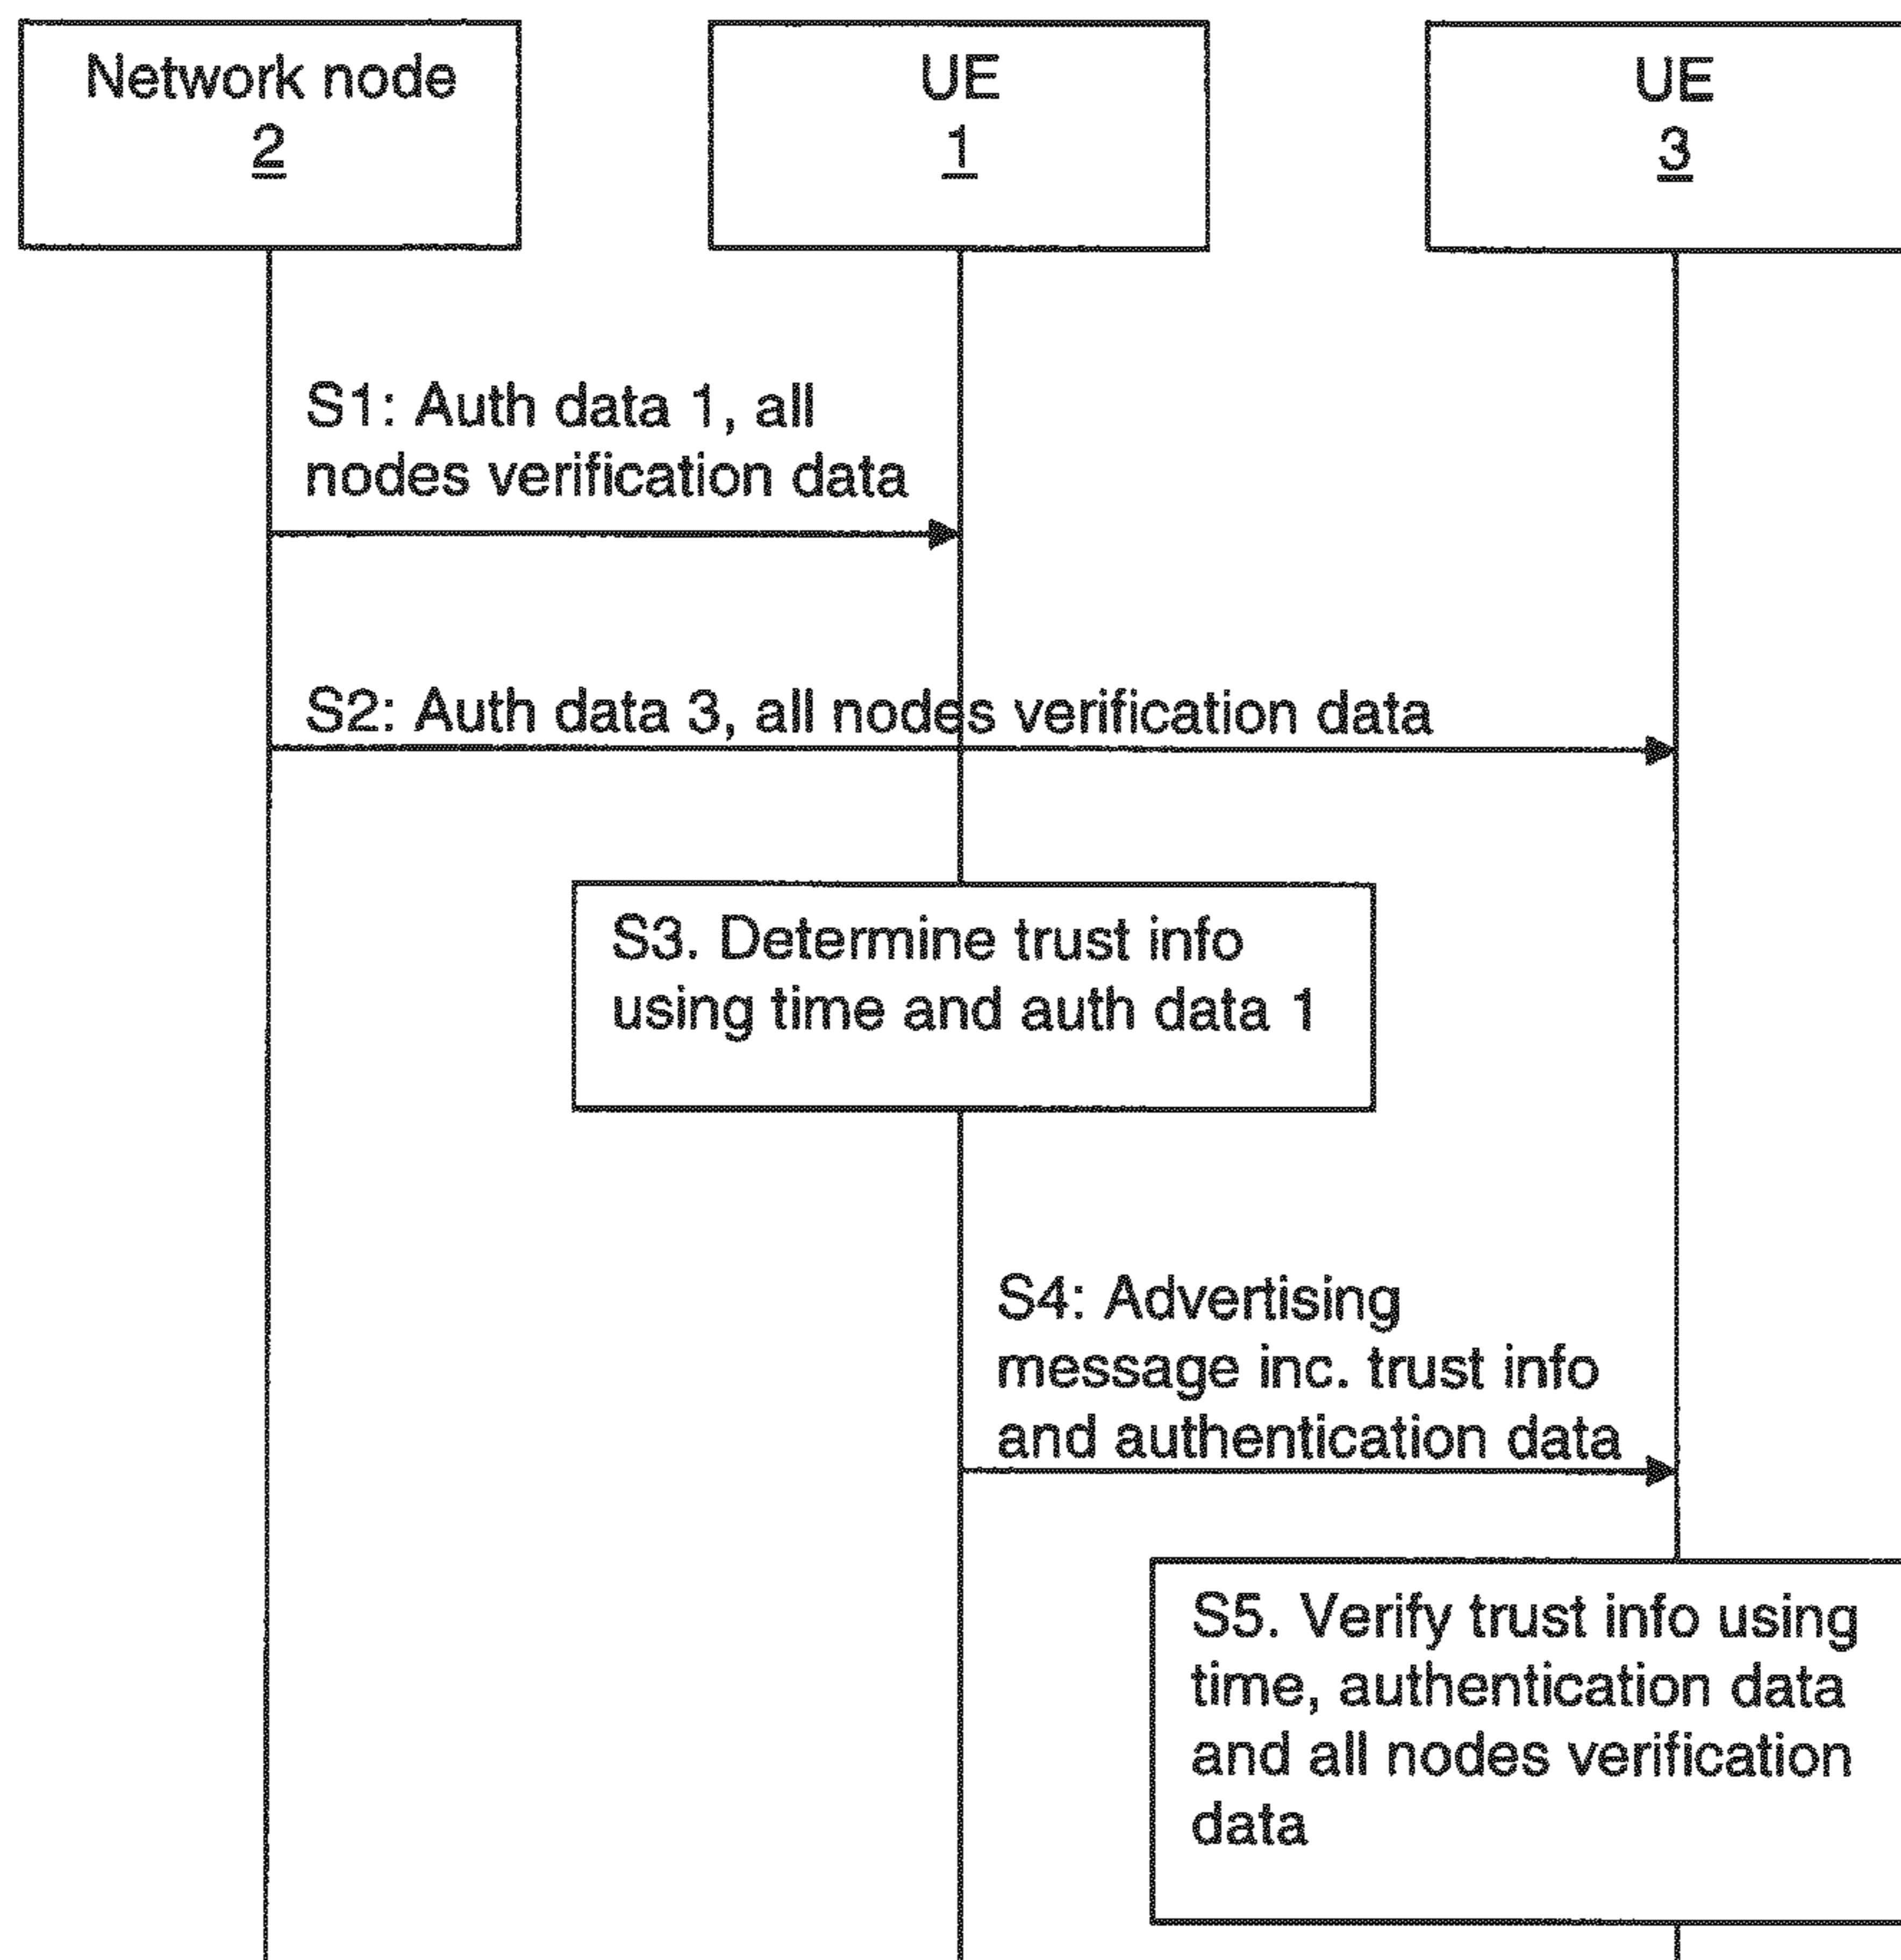 Network node
2
UE
1
UE
3
S1: Auth data 1, all
nodes verification data
S2: Auth data 3, all nodes verification data
S3. Determine trust info
using time and auth data 1
S4: Advertising
message inc. trust info
and authentication data
S5. Verify trust info using
time, authentication data
and all nodes verification
data